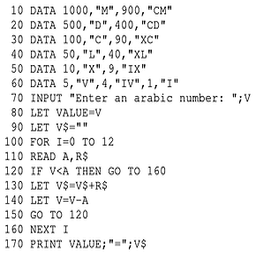 10 DATA 1000,"M",900,"CM"
20 DATA 500,"D",400,"CD"
30 DATA 100,"C",90,"XC"
40 DATA 50,"L",40,"XL"
50 DATA 10,"X",9,"IX"
60 DATA 5,"V",4,"IV",1,"I"
70 INPUT "Enter an arabic number: ";V
80 LET VALUE=V
90 LET V$=""
100 FOR I=0 TO 12
110 READ A,R$
120 IF V<A THEN GO TO 160
130 LET V$=V$+R$
140 LET V=V-A
150 GO TO 120
160 NEXT I
170 PRINT VALUE;"=";V$